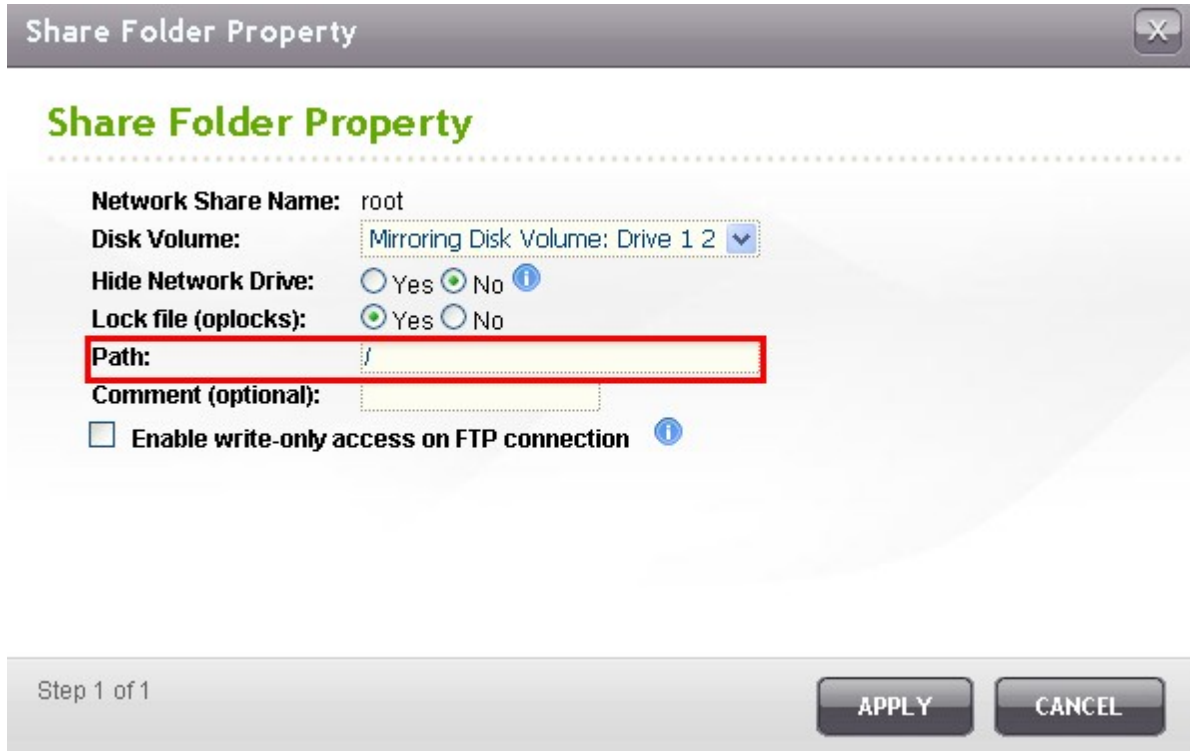 Share Folder Property
X
Share Folder Property
Network Share Name: root
Disk Volume: Mirroring Disk Volume: Drive 1 2
Hide Network Drive: Yes No i
Lock file (oplocks): Yes No
Path: /
Comment (optional):
Enable write-only access on FTP connection i
Step 1 of 1
APPLY CANCEL